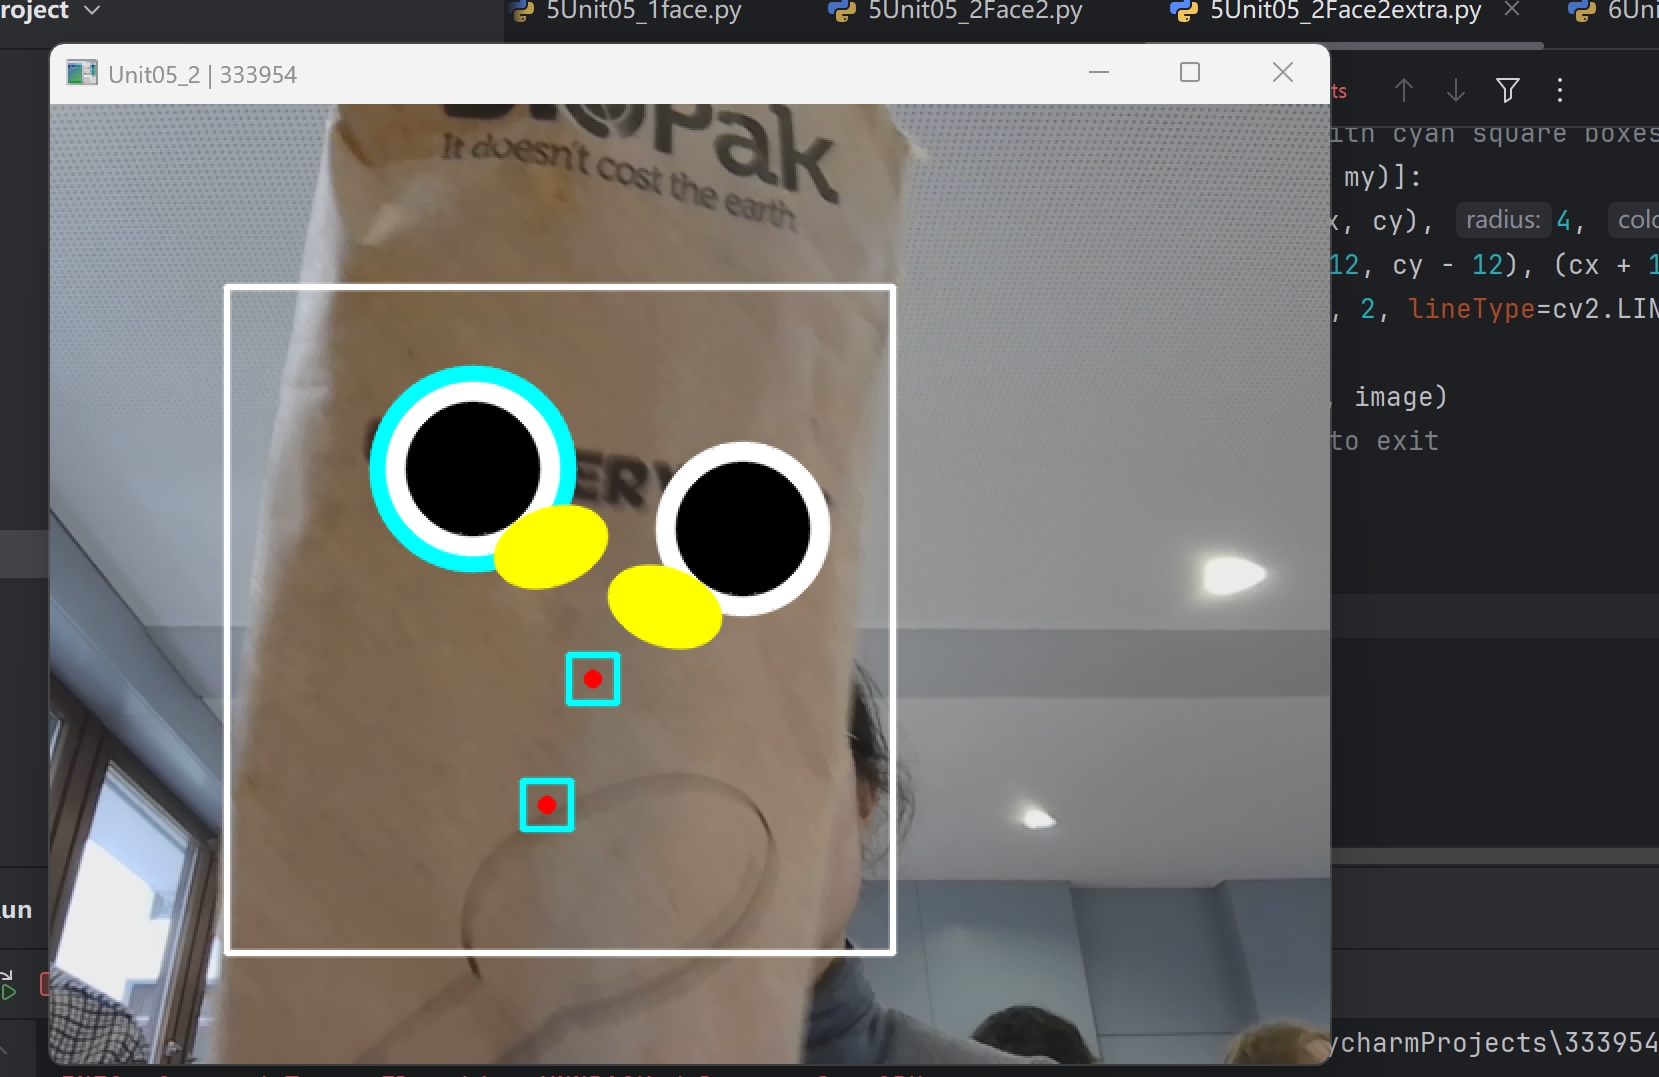 roject
5Unit05_1face.py
5Unit05_2Face2.py
5Unit05_2Face2extra.py
6Uni
Unit05_2 | 333954
ts
ith cyan square boxes
my)]:
x, cy), radius: 4, colo
12, cy - 12), (cx + 1
, 2, lineType=cv2.LIN
, image)
to exit
BioPak
It doesn't cost the earth
ERY
un
ycharmProjects\333954